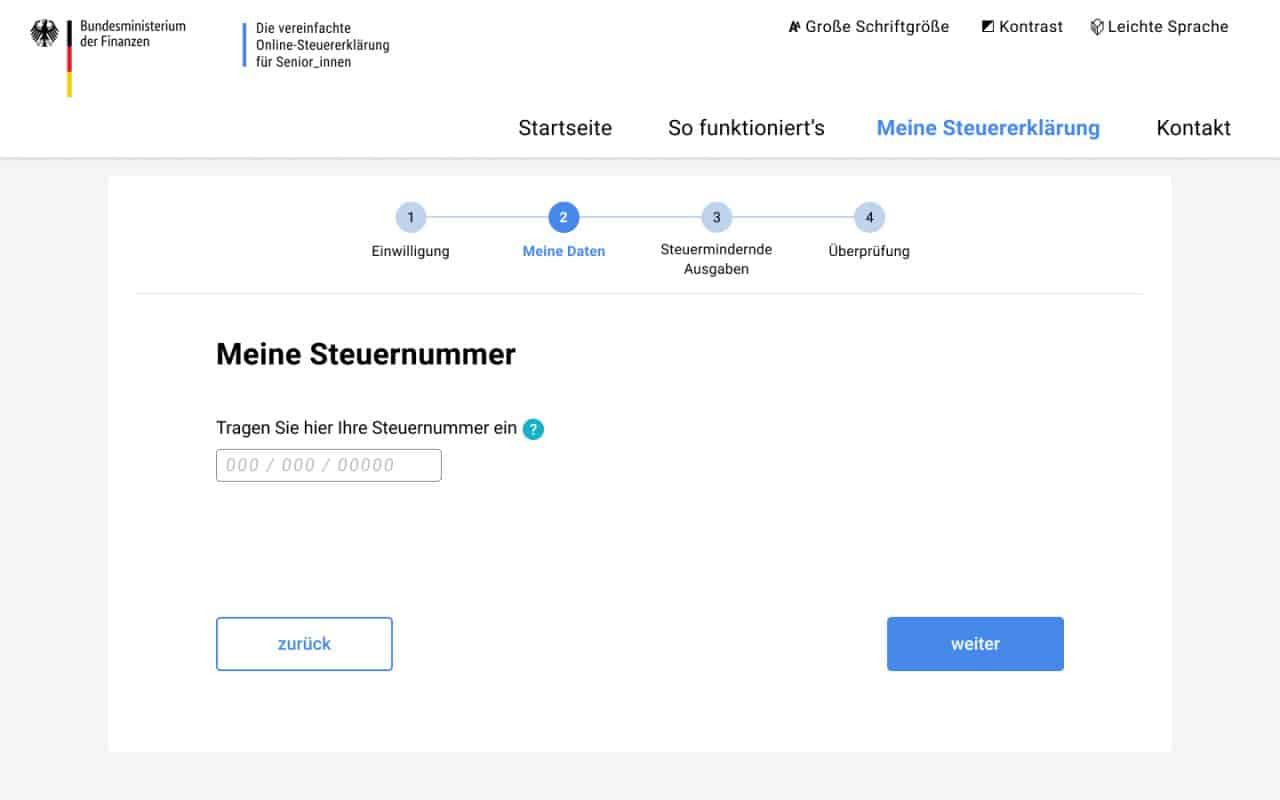 Bundesministerium
der Finanzen
Die vereinfachte
Online-Steuererklärung
für Senior_innen
Große Schriftgröße
Kontrast
Leichte Sprache
Startseite
So funktioniert's
Meine Steuererklärung
Kontakt
1
2
3
4
Einwilligung
Meine Daten
Steuermindernde
Ausgaben
Überprüfung
Meine Steuernummer
Tragen Sie hier Ihre Steuernummer ein ?
000 / 000 / 00000
zurück
weiter